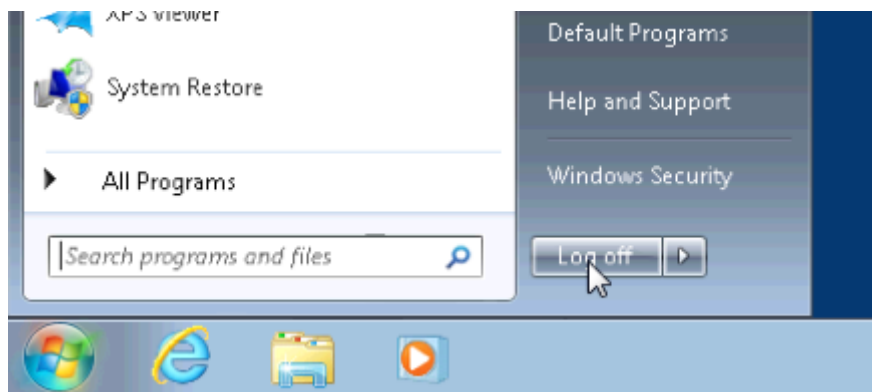 XPS Viewer
System Restore
All Programs
Search programs and files
Default Programs
Help and Support
Windows Security
Log off